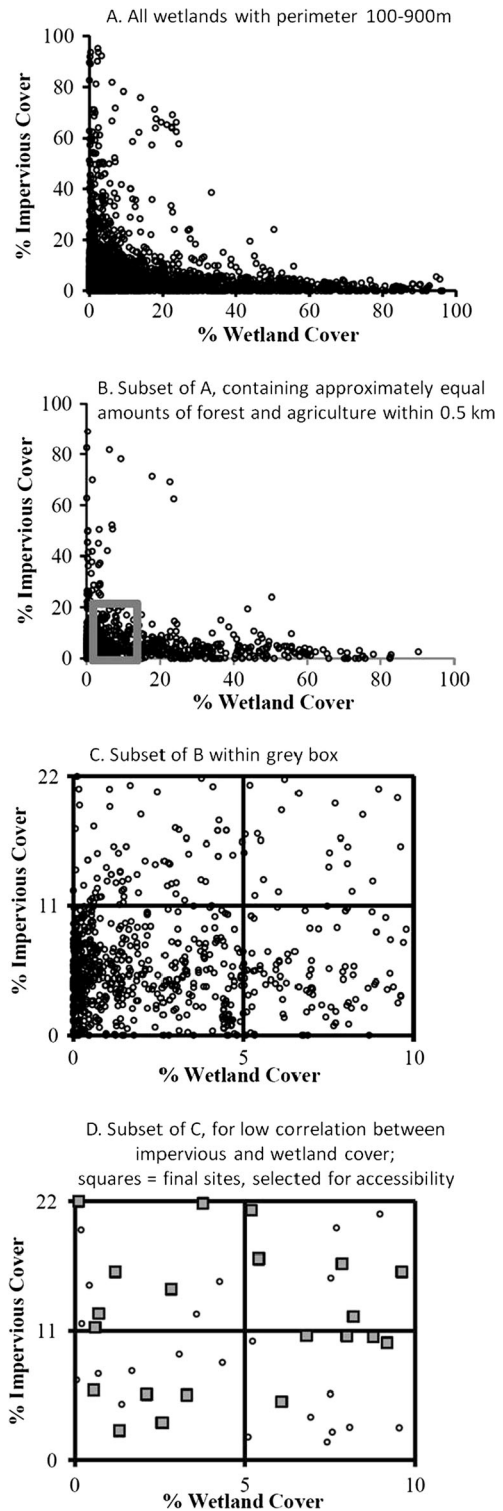 A. All wetlands with perimeter 100-900m
100
80
60
40
20
0
% Impervious Cover
0 20 40 60 80 100
% Wetland Cover
B. Subset of A, containing approximately equal
amounts of forest and agriculture within 0.5 km
100
80
60
40
20
0
% Impervious Cover
0 20 40 60 80 100
% Wetland Cover
C. Subset of B within grey box
22
11
0
% Impervious Cover
0 5 10
% Wetland Cover
D. Subset of C, for low correlation between
impervious and wetland cover;
squares = final sites, selected for accessibility
22
11
0
% Impervious Cover
0 5 10
% Wetland Cover